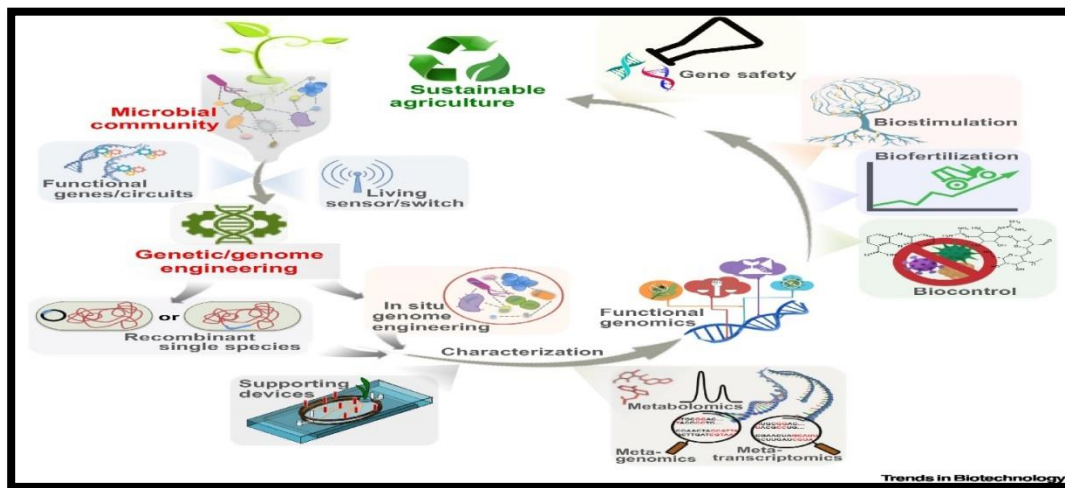 Microbial
community
Sustainable
agriculture
Gene safety
Biostimulation
Biofertilization
Biocontrol
Functional
genes/circuits
Living
sensor/switch
Genetic/genome
engineering
or
Recombinant
single species
In situ
genome
engineering
Characterization
Functional
genomics
Supporting
devices
Metabolomics
Meta-
genomics
Meta-
transcriptomics
Trends in Biotechnology